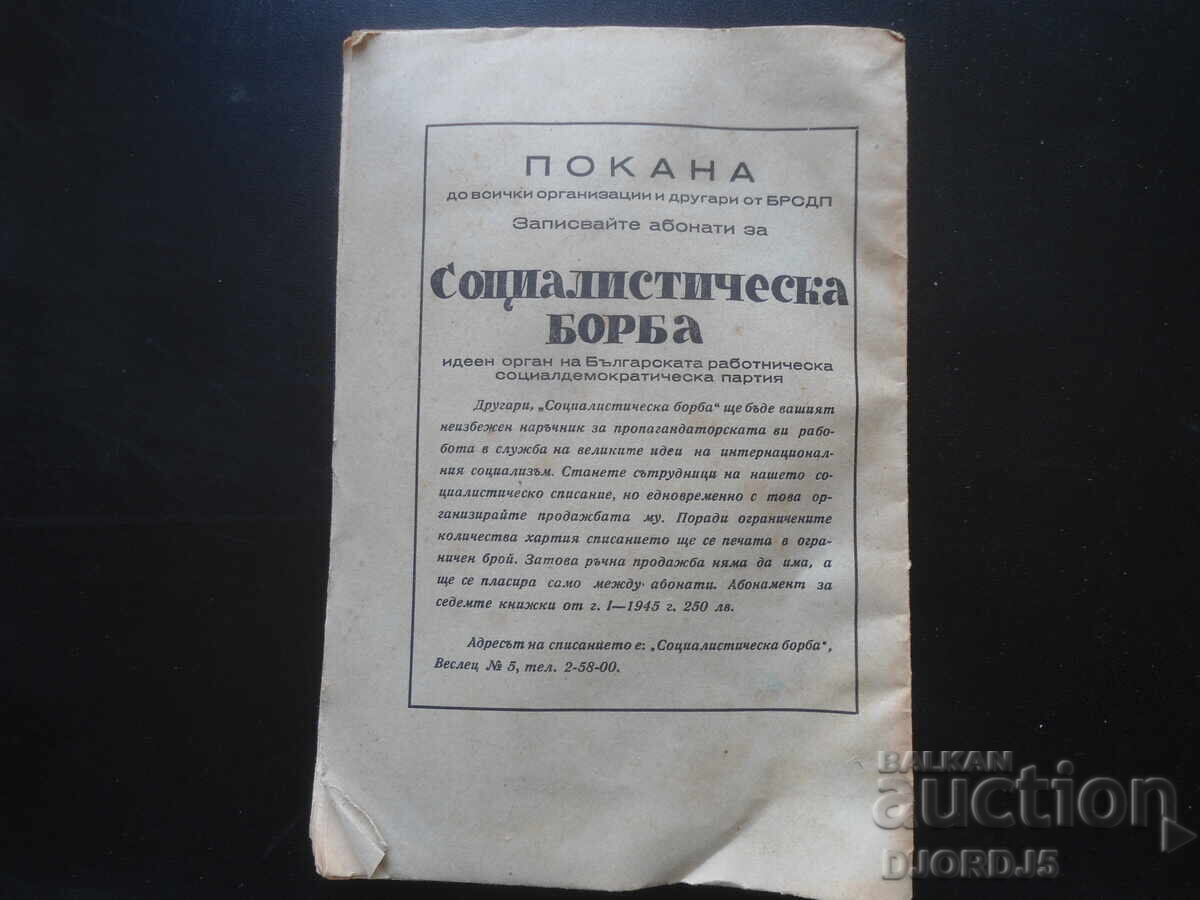 ПОКАНА
до всички организации и другари от БРСДП
Записвайте абонати за
Социалистическа
БОРБА
идеен орган на Българската работническа
социалдемократическа партия
Другари, „Социалистическа борба“ ще бъде вашият
неизбежен наръчник за пропагандаторската ви рабо-
бота в служба на великите идеи на интернационал-
ния социализъм. Станете сътрудници на нашето со-
циалистическо списание, но едновременно с това ор-
ганизирайте продажбата му. Поради ограничените
количества хартия списанието ще се печата в огра-
ничен брой. Затова ръчна продажба няма да има, а
ще се пласира само между абонати. Абонамент за
седемте книжки от г. I—1945 г. 250 лв.
Адресът на списанието е: „Социалистическа борба“,
Веслец № 5, тел. 2-58-00.
BALKAN
auction
DJORDJ5